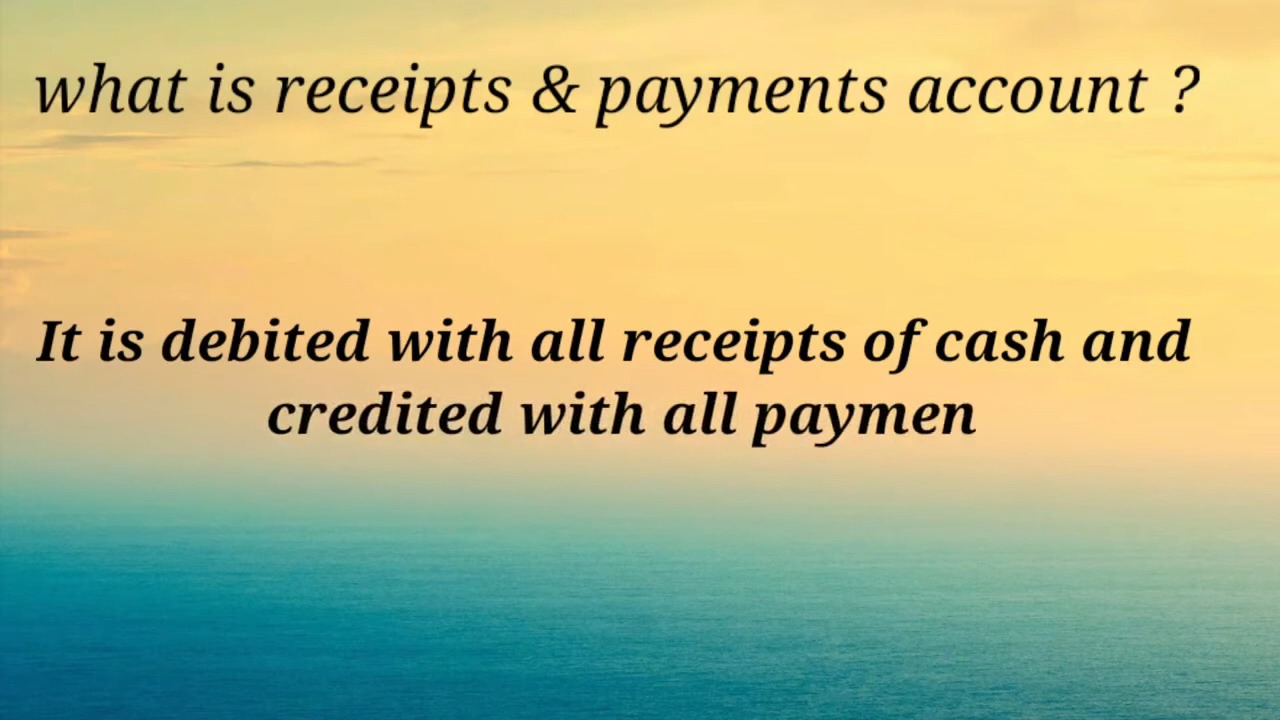 what is receipts & payments account ?
It is debited with all receipts of cash and
credited with all paymen